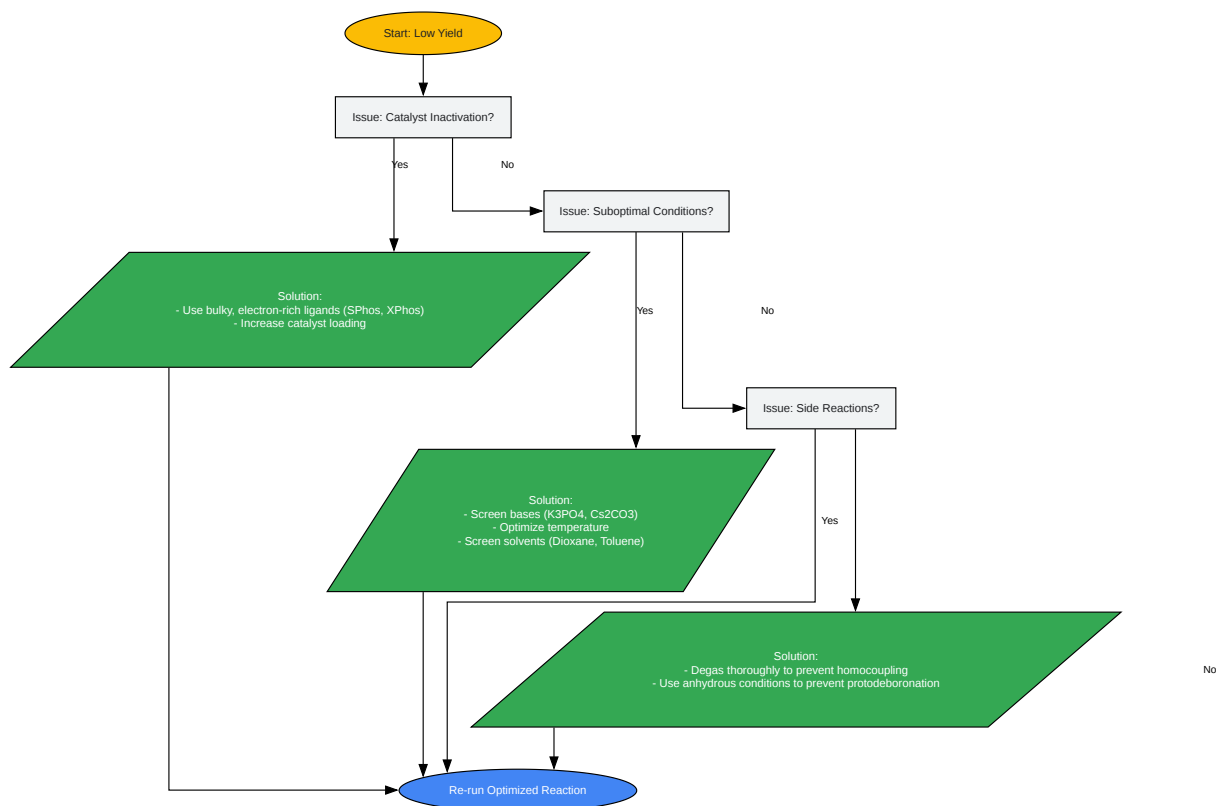 Start: Low Yield
Issue: Catalyst Inactivation?
Yes
No
Issue: Suboptimal Conditions?
Solution:
- Use bulky, electron-rich ligands (SPhos, XPhos)
- Increase catalyst loading
Yes
No
Issue: Side Reactions?
Solution:
- Screen bases (K3PO4, Cs2CO3)
- Optimize temperature
- Screen solvents (Dioxane, Toluene)
Yes
Solution:
- Degas thoroughly to prevent homocoupling
- Use anhydrous conditions to prevent protodeboronation
No
Re-run Optimized Reaction